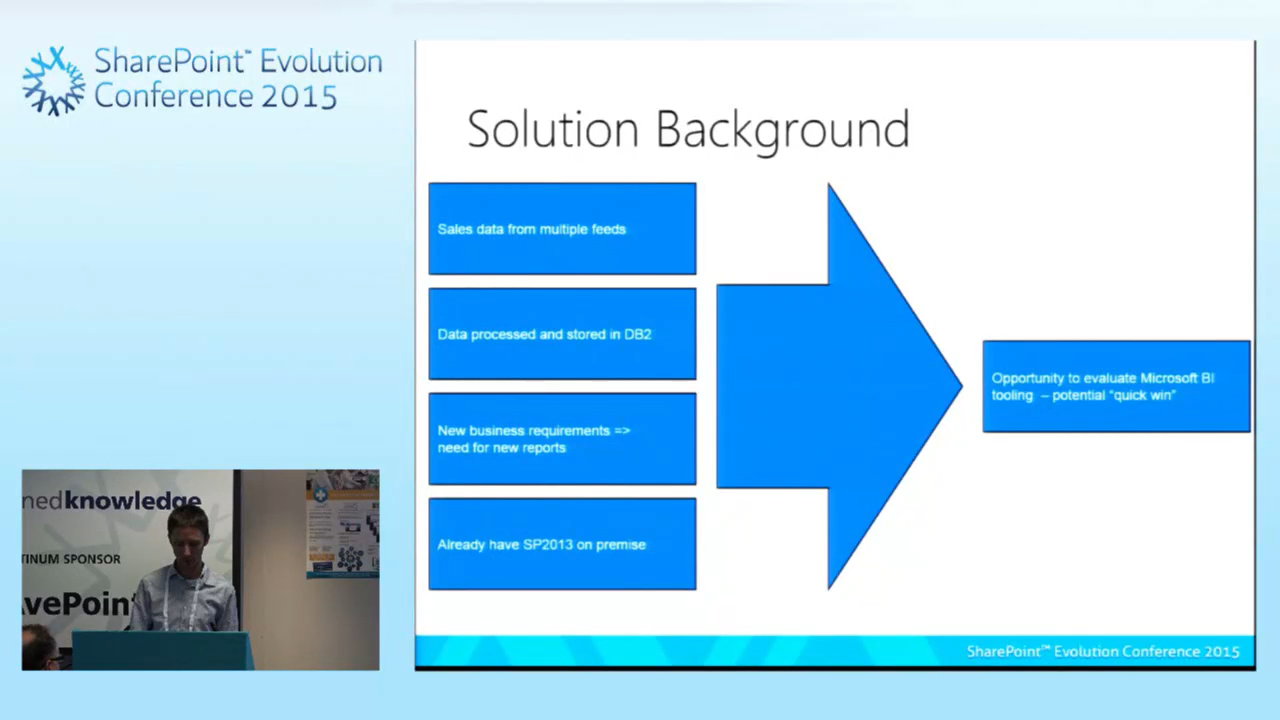 SharePoint™ Evolution
Conference 2015
Solution Background
Sales data from multiple feeds
Data processed and stored in DB2
New business requirements =>
need for new reports
Already have SP2013 on premise
Opportunity to evaluate Microsoft BI
tooling – potential “quick win”
SharePoint™ Evolution Conference 2015
nedknowledge
TINUM SPONSOR
vePoint